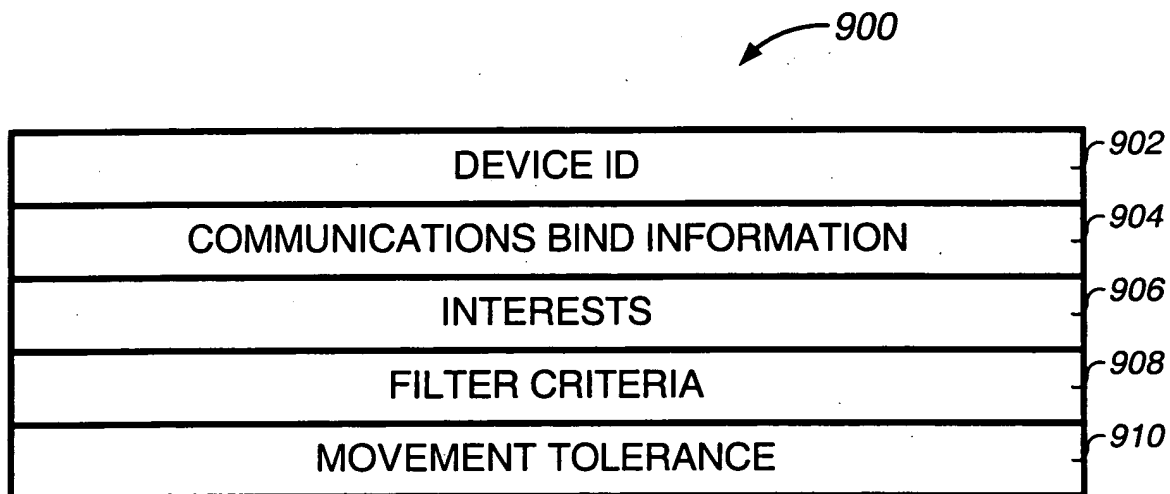 900
DEVICE ID 902
COMMUNICATIONS BIND INFORMATION 904
INTERESTS 906
FILTER CRITERIA 908
MOVEMENT TOLERANCE 910